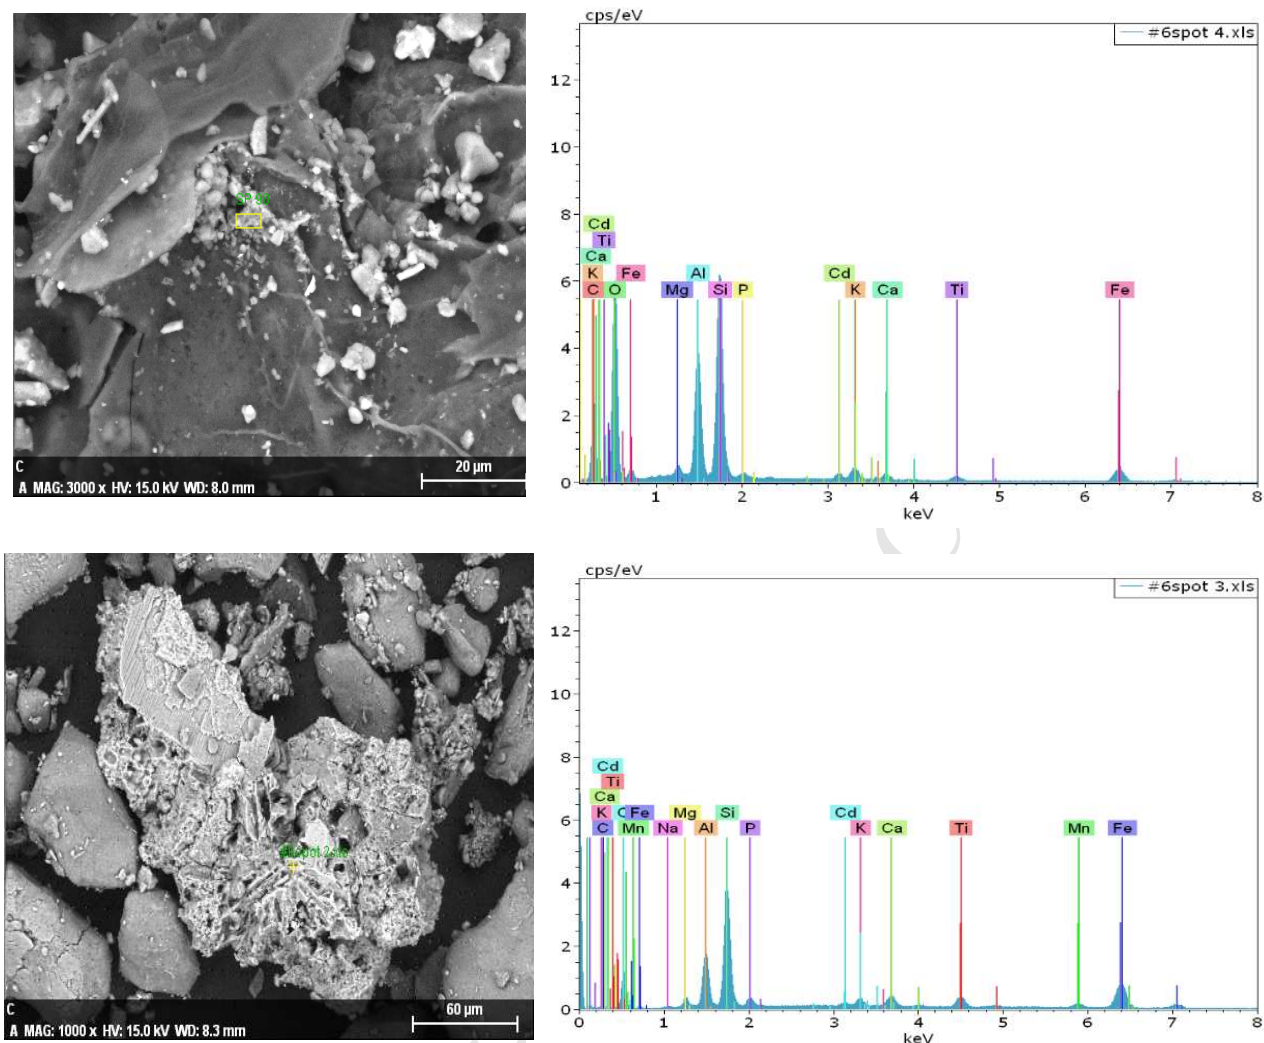 cps/eV
#6spot 4.xls
12
10
8
6
4
2
0
Cd
Ti
Ca
K
C O Fe Mg Al Si P Cd K Ca Ti Fe
1 2 3 4 5 6 7 8
keV
C
20 µm
A MAG: 3000 x HV: 15.0 kV WD: 8.0 mm
cps/eV
#6spot 3.xls
12
10
8
6
4
2
0
Cd
Ti
Ca
K Fe Mg Si Cd
C Mn Na Al P K Ca Ti Mn Fe
0 1 2 3 4 5 6 7 8
keV
C
60 µm
A MAG: 1000 x HV: 15.0 kV WD: 8.3 mm